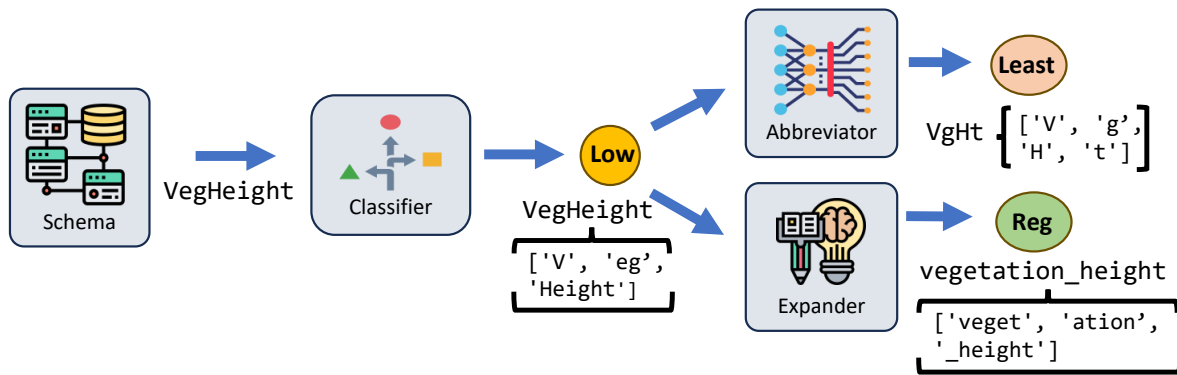 Schema
VegHeight
Classifier
Low
VegHeight
['V', 'eg’,
'Height']
Abbreviator
Least
VgHt
['V', 'g’,
'H', 't']
Expander
Reg
vegetation_height
['veget', 'ation’,
'_height']